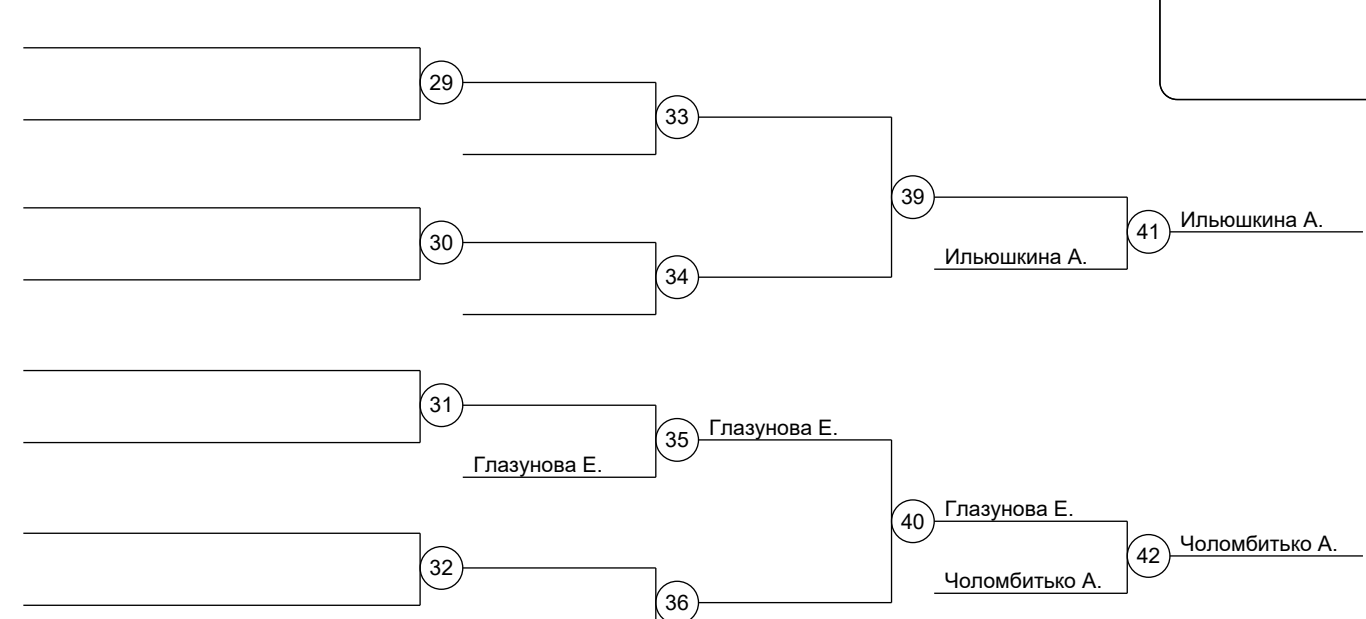 29
33
39
Ильюшкина А.
41
30
Ильюшкина А.
34
31
Глазунова Е.
35
Глазунова Е.
Глазунова Е.
40
Чоломбитько А.
42
32
Чоломбитько А.
36